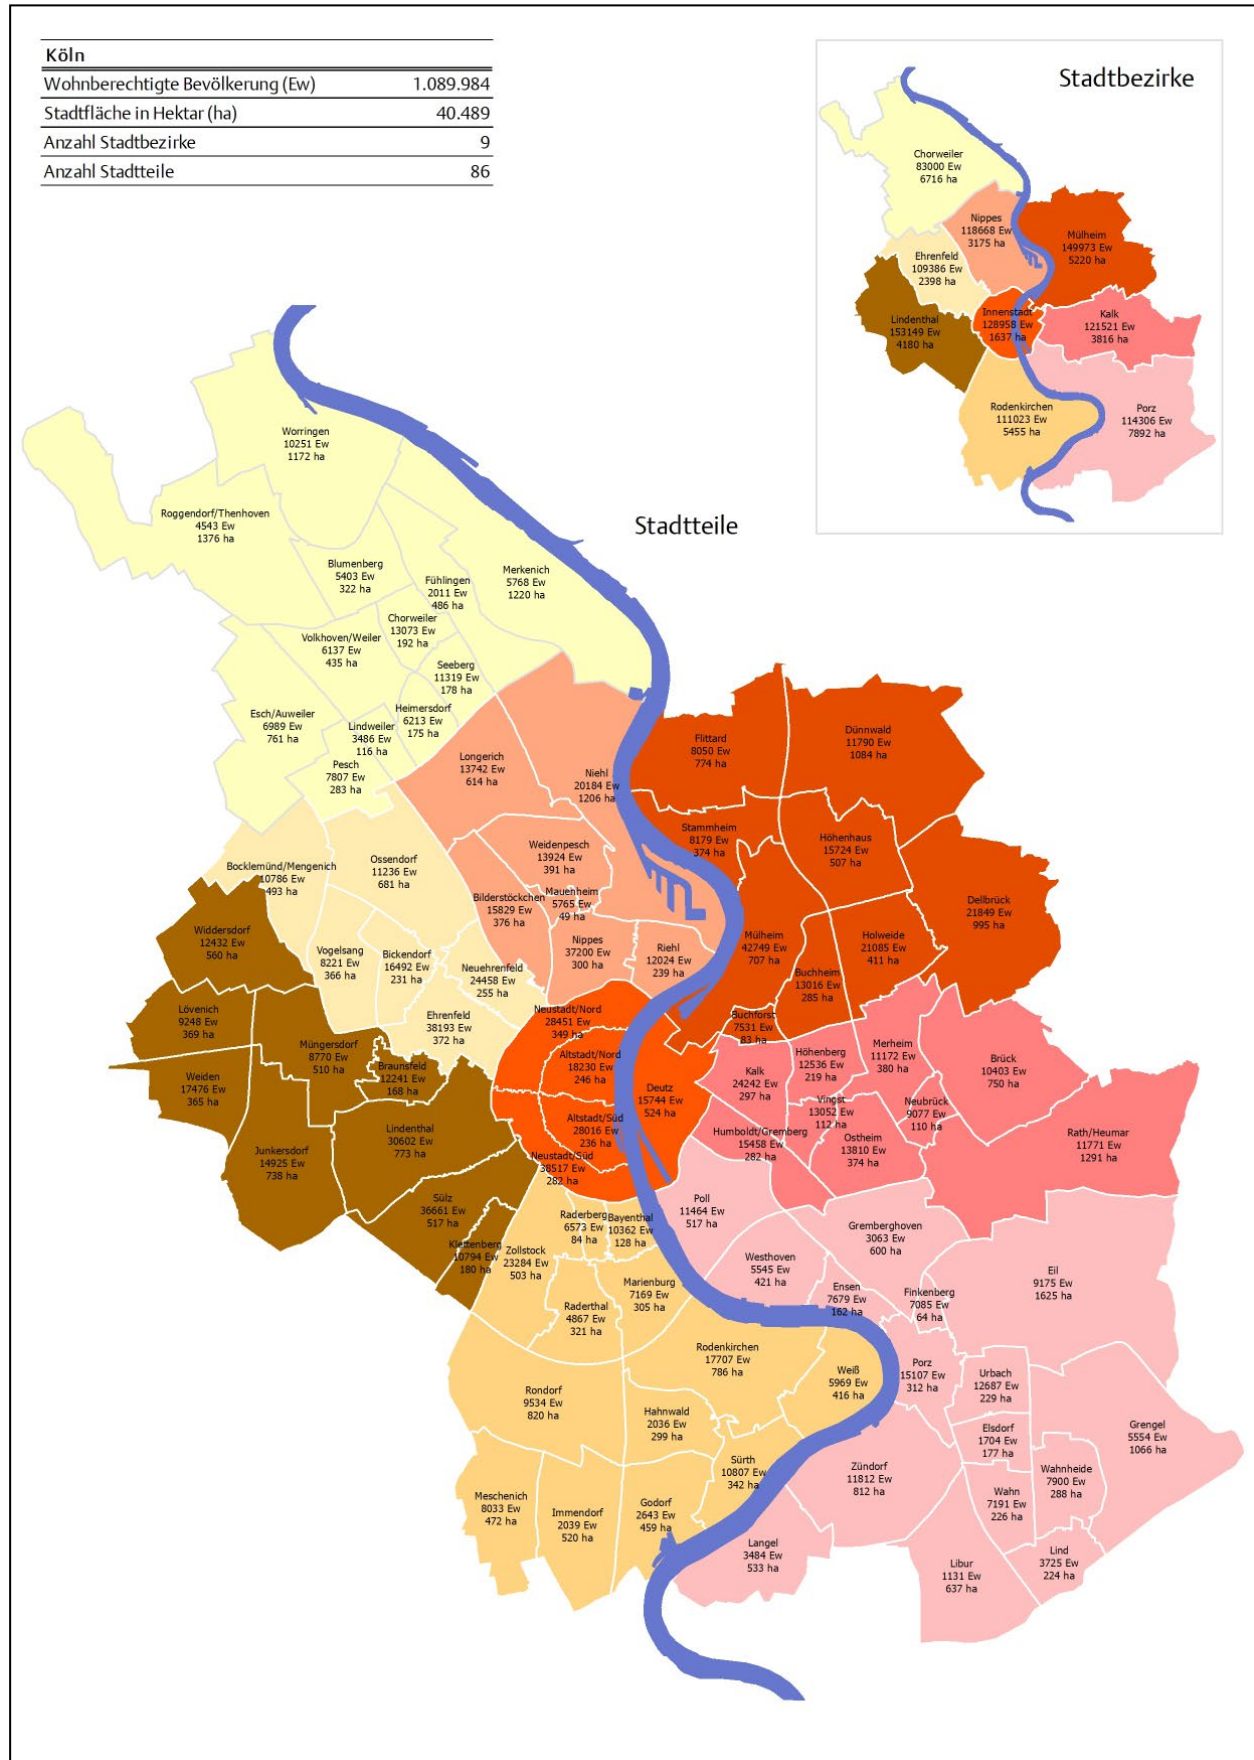 Köln
Wohnberechtigte Bevölkerung (Ew) 1.089.984
Stadtfläche in Hektar (ha) 40.489
Anzahl Stadtbezirke 9
Anzahl Stadtteile 86
Stadtbezirke
Chorweiler
83000 Ew
6716 ha
Nippes
118668 Ew
3175 ha
Mülheim
149973 Ew
5220 ha
Ehrenfeld
109386 Ew
2398 ha
Lindenthal
153149 Ew
4180 ha
Innenstadt
128958 Ew
1637 ha
Kalk
121521 Ew
3816 ha
Rodenkirchen
111023 Ew
5455 ha
Porz
114306 Ew
7892 ha
Stadtteile
Worringen
10251 Ew
1172 ha
Roggendorf/Thenhoven
4543 Ew
1376 ha
Blumenberg
5403 Ew
322 ha
Fühlingen
2011 Ew
486 ha
Merkenich
5768 Ew
1220 ha
Chorweiler
13073 Ew
192 ha
Volkhoven/Weiler
6137 Ew
435 ha
Seeberg
11319 Ew
178 ha
Heimersdorf
6213 Ew
175 ha
Esch/Auweiler
6989 Ew
761 ha
Lindweiler
3486 Ew
116 ha
Pesch
7807 Ew
283 ha
Longerich
13742 Ew
614 ha
Niehl
20184 Ew
1206 ha
Flittard
8050 Ew
774 ha
Dünnwald
11790 Ew
1084 ha
Stammheim
8179 Ew
374 ha
Höhenhaus
15724 Ew
507 ha
Weidenpesch
13924 Ew
391 ha
Ossendorf
11236 Ew
681 ha
Bocklemünd/Mengenich
10786 Ew
493 ha
Bilderstöckchen
15829 Ew
376 ha
Mauenheim
5765 Ew
49 ha
Dellbrück
21849 Ew
995 ha
Widdersdorf
12432 Ew
560 ha
Vogelsang
8221 Ew
366 ha
Bickendorf
16492 Ew
231 ha
Neuehrenfeld
24458 Ew
255 ha
Nippes
37200 Ew
300 ha
Riehl
12024 Ew
239 ha
Mülheim
42749 Ew
707 ha
Holweide
21085 Ew
411 ha
Buchheim
13016 Ew
285 ha
Lövenich
9248 Ew
369 ha
Ehrenfeld
38193 Ew
372 ha
Neustadt/Nord
28451 Ew
349 ha
Buchforst
7531 Ew
83 ha
Müngersdorf
8770 Ew
510 ha
Altstadt/Nord
18230 Ew
246 ha
Höhenberg
12536 Ew
219 ha
Merheim
11172 Ew
380 ha
Brück
10403 Ew
750 ha
Weiden
17476 Ew
365 ha
Braunsfeld
12241 Ew
168 ha
Deutz
15744 Ew
524 ha
Kalk
24242 Ew
297 ha
Vingst
13052 Ew
112 ha
Neubrück
9077 Ew
110 ha
Lindenthal
30602 Ew
773 ha
Altstadt/Süd
28016 Ew
236 ha
Humboldt/Gremberg
15458 Ew
282 ha
Ostheim
13810 Ew
374 ha
Rath/Heumar
11771 Ew
1291 ha
Junkersdorf
14925 Ew
738 ha
Neustadt/Süd
38517 Ew
282 ha
Sülz
36661 Ew
517 ha
Poll
11464 Ew
517 ha
Raderberg
6573 Ew
84 ha
Bayenthal
10362 Ew
128 ha
Gremberghoven
3063 Ew
600 ha
Klettenberg
10794 Ew
180 ha
Zollstock
23284 Ew
503 ha
Westhoven
5545 Ew
421 ha
Eil
9175 Ew
1625 ha
Marienburg
7169 Ew
305 ha
Ensen
7679 Ew
162 ha
Finkenberg
7085 Ew
64 ha
Raderthal
4867 Ew
321 ha
Rodenkirchen
17707 Ew
786 ha
Weiß
5969 Ew
416 ha
Porz
15107 Ew
312 ha
Urbach
12687 Ew
229 ha
Rondorf
9534 Ew
820 ha
Hahnwald
2036 Ew
299 ha
Elsdorf
1704 Ew
177 ha
Grengel
5554 Ew
1066 ha
Sürth
10807 Ew
342 ha
Zündorf
11812 Ew
812 ha
Wahnheide
7900 Ew
288 ha
Meschenich
8033 Ew
472 ha
Immendorf
2039 Ew
520 ha
Godorf
2643 Ew
459 ha
Wahn
7191 Ew
226 ha
Langel
3484 Ew
533 ha
Libur
1131 Ew
637 ha
Lind
3725 Ew
224 ha